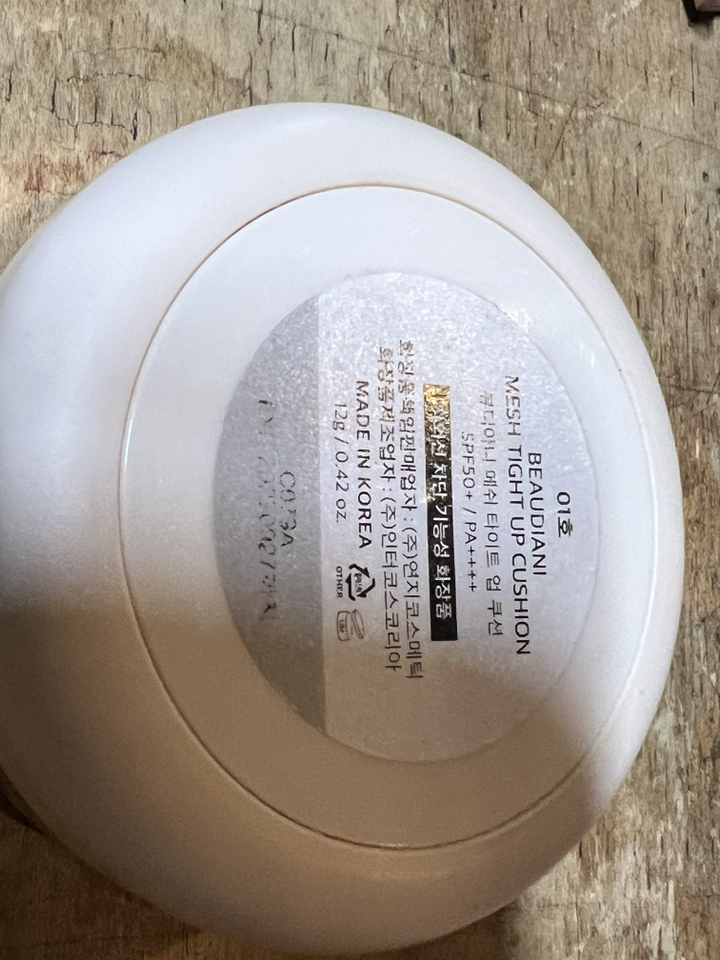 01호
BEAUDIANI
MESH TIGHT UP CUSHION
뷰디아니 메쉬 타이트 업 쿠션
SPF50+ / PA++++
차단 기능성 화장품
화장품책임판매업자 : (주)연지코스메틱
화장품제조업자 : (주)인터코스코리아
MADE IN KOREA
12g / 0.42 oz.
OTHER
12M